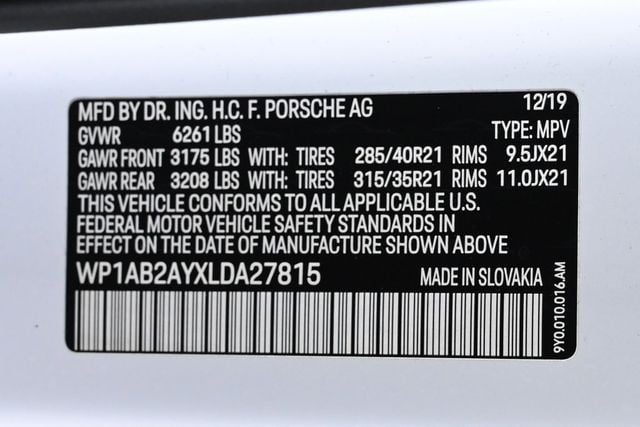 MFD BY DR. ING. H.C. F. PORSCHE AG 12/19
GVWR 6261 LBS TYPE: MPV
GAWR FRONT 3175 LBS WITH: TIRES 285/40R21 RIMS 9.5JX21
GAWR REAR 3208 LBS WITH: TIRES 315/35R21 RIMS 11.0JX21
THIS VEHICLE CONFORMS TO ALL APPLICABLE U.S.
FEDERAL MOTOR VEHICLE SAFETY STANDARDS IN
EFFECT ON THE DATE OF MANUFACTURE SHOWN ABOVE
WP1AB2AYXLDA27815 MADE IN SLOVAKIA
9Y0.010.016.AM